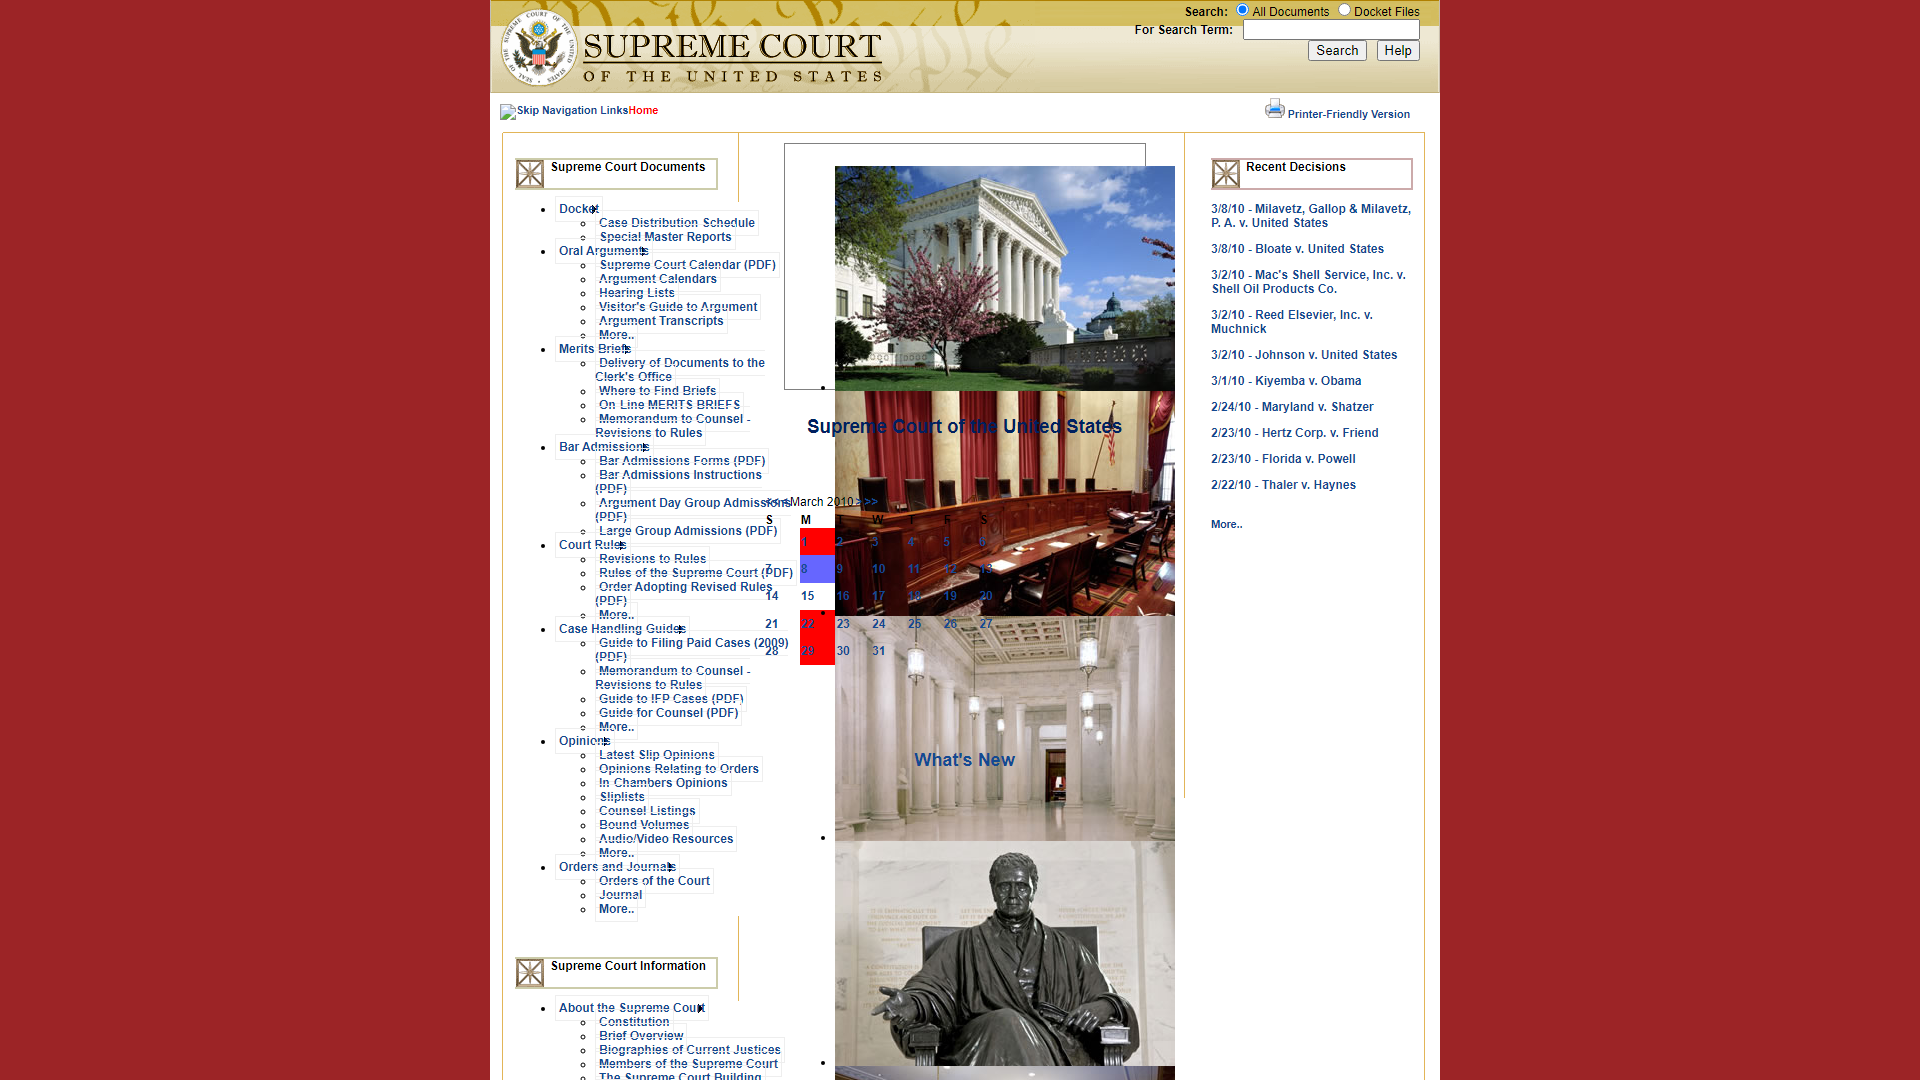 Search: All Documents Docket Files
For Search Term:
Search Help
SUPREME COURT
OF THE UNITED STATES
Skip Navigation LinksHome
Printer-Friendly Version
Supreme Court Documents
Docket
Case Distribution Schedule
Special Master Reports
Oral Arguments
Supreme Court Calendar (PDF)
Argument Calendars
Hearing Lists
Visitor's Guide to Argument
Argument Transcripts
More..
Merits Briefs
Delivery of Documents to the
Clerk's Office
Where to Find Briefs
On-Line MERITS BRIEFS
Memorandum to Counsel -
Revisions to Rules
Bar Admissions
Bar Admissions Forms (PDF)
Bar Admissions Instructions
(PDF)
Argument Day Group Admissions
(PDF)
Large Group Admissions (PDF)
Court Rules
Revisions to Rules
Rules of the Supreme Court (PDF)
Order Adopting Revised Rules
(PDF)
More..
Case Handling Guides
Guide to Filing Paid Cases (2009)
(PDF)
Memorandum to Counsel -
Revisions to Rules
Guide to IFP Cases (PDF)
Guide for Counsel (PDF)
More..
Opinions
Latest Slip Opinions
Opinions Relating to Orders
In Chambers Opinions
Sliplists
Counsel Listings
Bound Volumes
Audio/Video Resources
More..
Orders and Journals
Orders of the Court
Journal
More..
Supreme Court Information
About the Supreme Court
Constitution
Brief Overview
Biographies of Current Justices
Members of the Supreme Court
The Supreme Court Building
Supreme Court of the United States
<<<March 2010>>>
S M T W T F S
1 2 3 4 5 6
7 8 9 10 11 12 13
14 15 16 17 18 19 20
21 22 23 24 25 26 27
28 29 30 31
What's New
Recent Decisions
3/8/10 - Milavetz, Gallop & Milavetz,
P. A. v. United States
3/8/10 - Bloate v. United States
3/2/10 - Mac's Shell Service, Inc. v.
Shell Oil Products Co.
3/2/10 - Reed Elsevier, Inc. v.
Muchnick
3/2/10 - Johnson v. United States
3/1/10 - Kiyemba v. Obama
2/24/10 - Maryland v. Shatzer
2/23/10 - Hertz Corp. v. Friend
2/23/10 - Florida v. Powell
2/22/10 - Thaler v. Haynes
More..